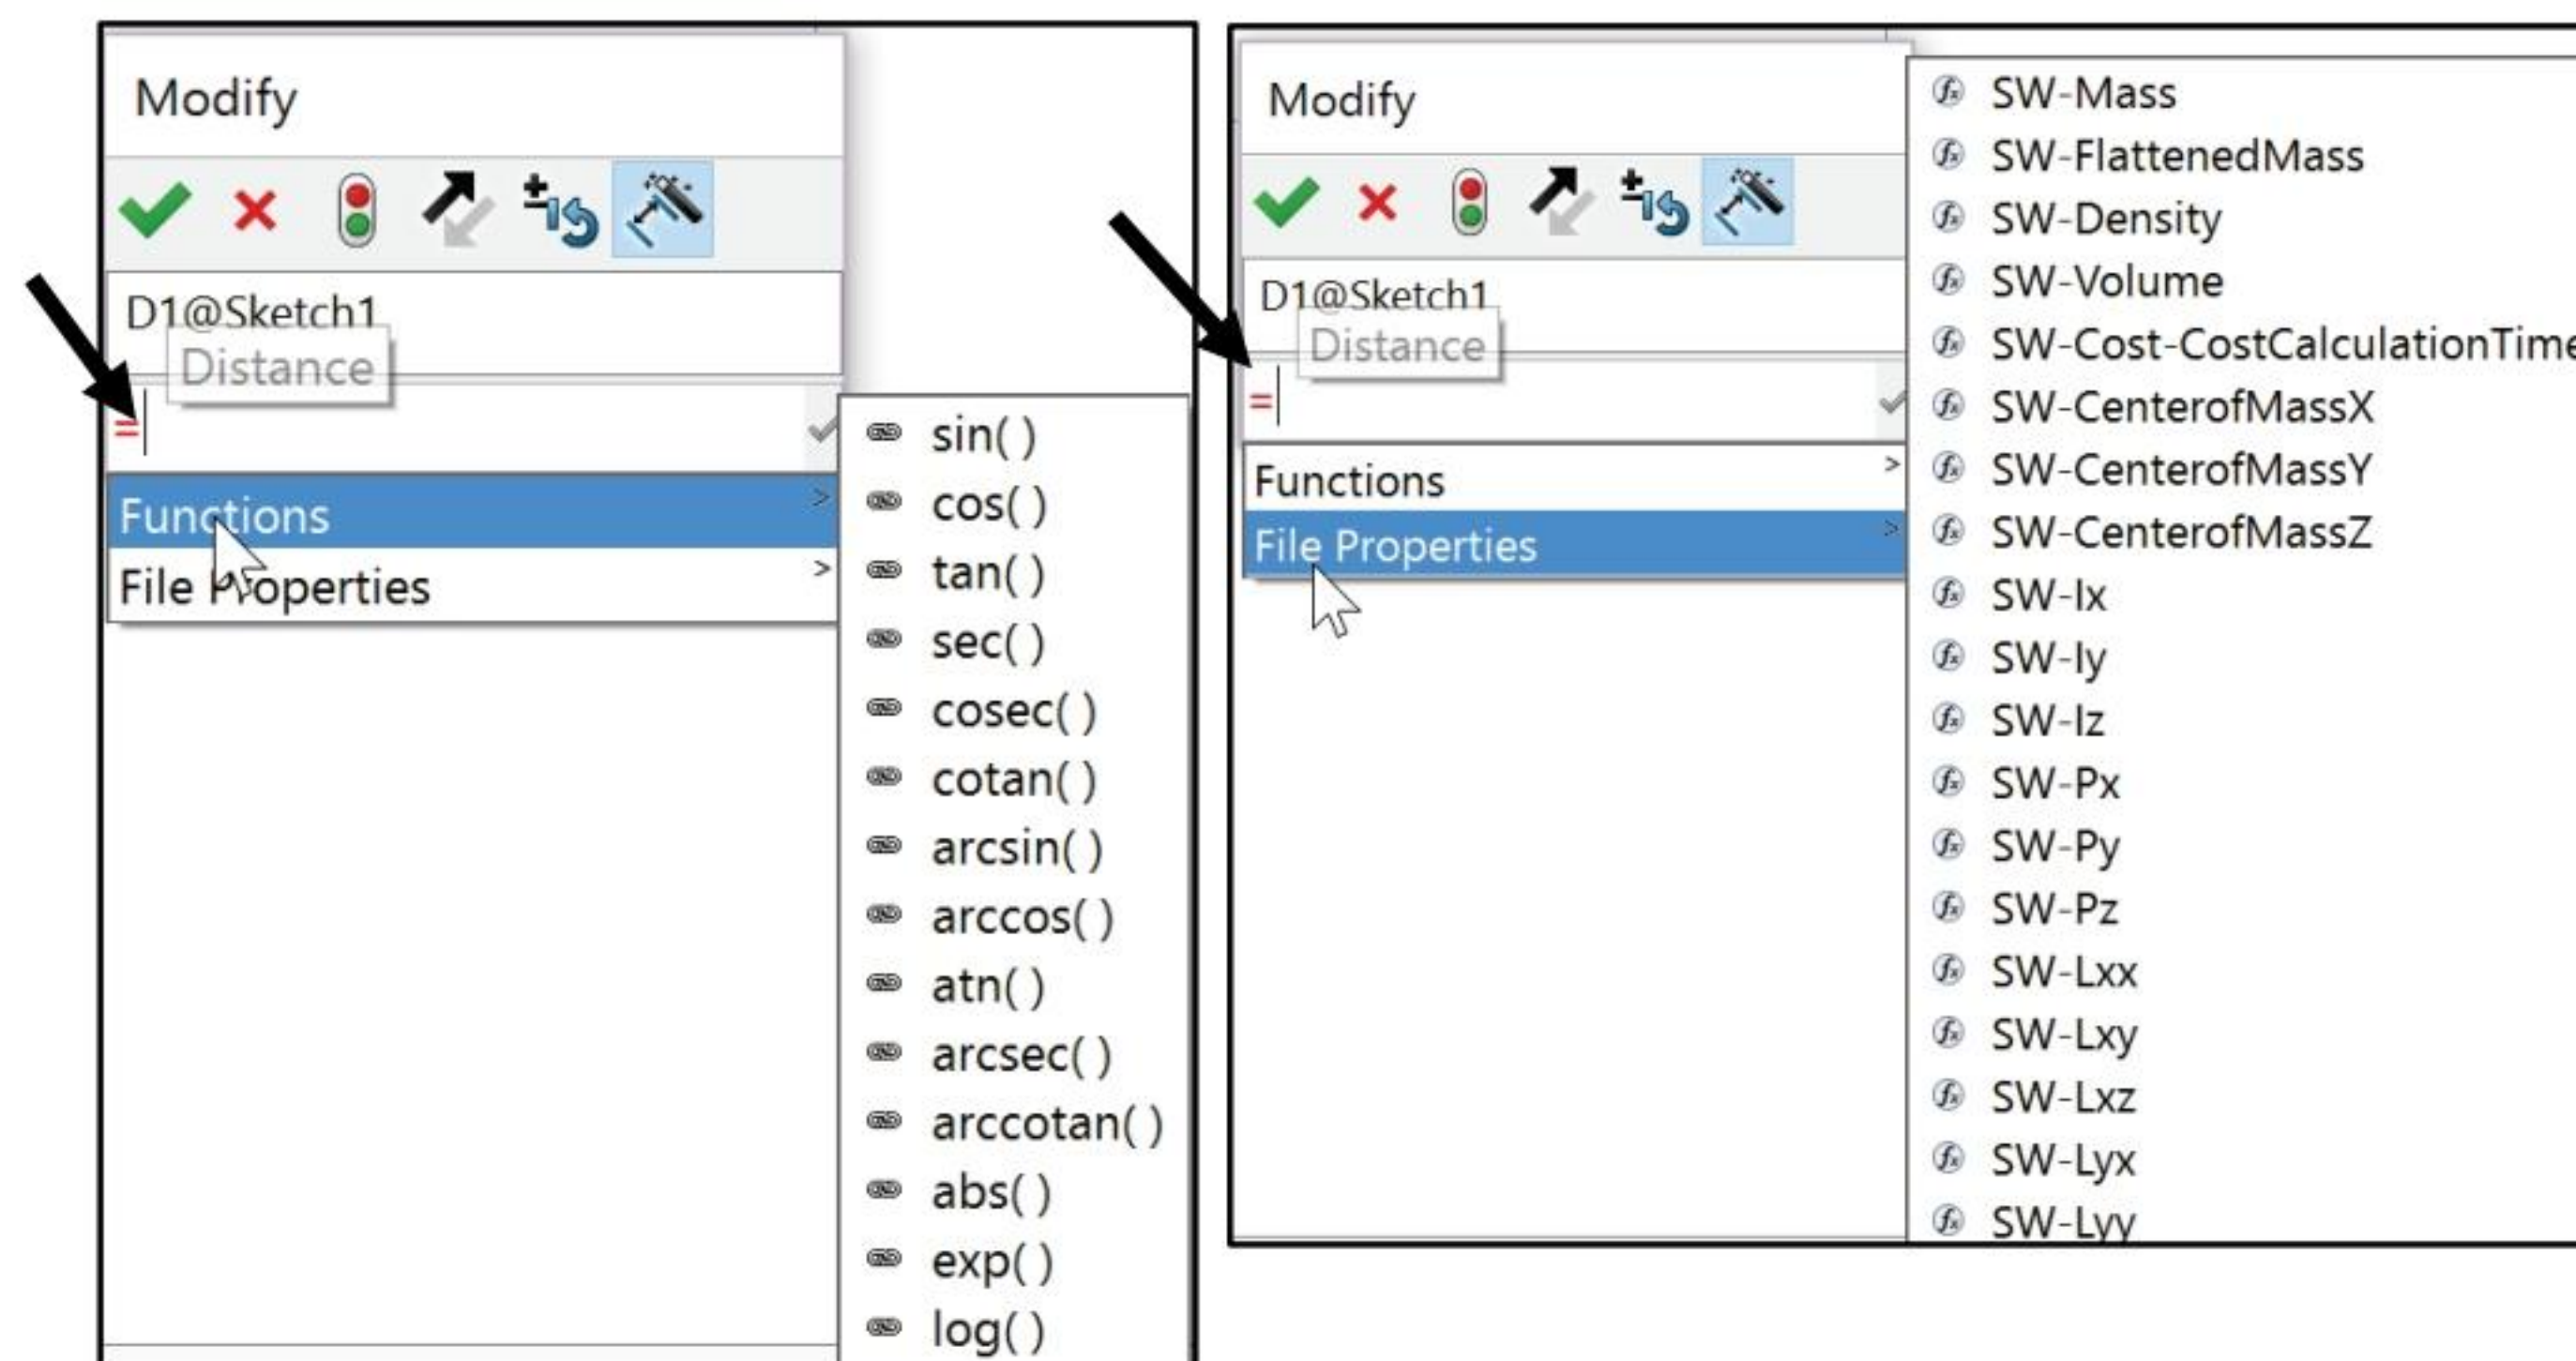 Modify
D1@Sketch1
Distance
=
Functions >
File Properties >
sin( )
cos( )
tan( )
sec( )
cosec( )
cotan( )
arcsin( )
arccos( )
atn( )
arcsec( )
arccotan( )
abs( )
exp( )
log( )
Modify
D1@Sketch1
Distance
=
Functions >
File Properties >
SW-Mass
SW-FlattenedMass
SW-Density
SW-Volume
SW-Cost-CostCalculationTime
SW-CenterofMassX
SW-CenterofMassY
SW-CenterofMassZ
SW-Ix
SW-Iy
SW-Iz
SW-Px
SW-Py
SW-Pz
SW-Lxx
SW-Lxy
SW-Lxz
SW-Lyx
SW-Lyy